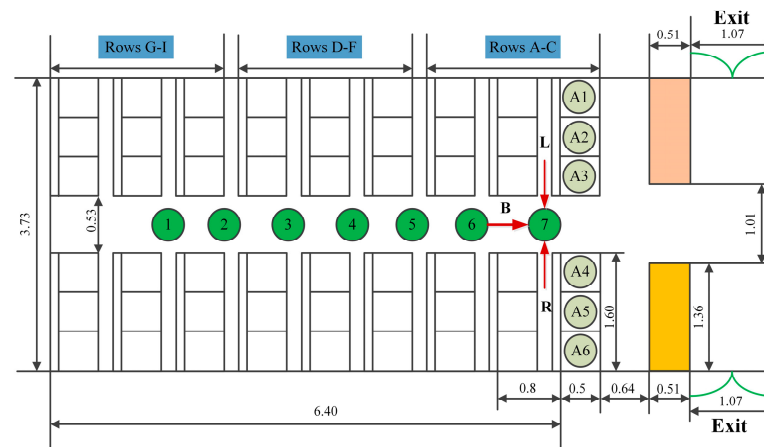 Exit
0.51
1.07
Rows G-I
Rows D-F
Rows A-C
A1
L
A2
A3
3.73
0.53
B
1
2
3
4
5
6
7
1.01
A4
R
1.60
A5
1.36
A6
0.8
0.5
0.64
0.51
1.07
6.40
Exit